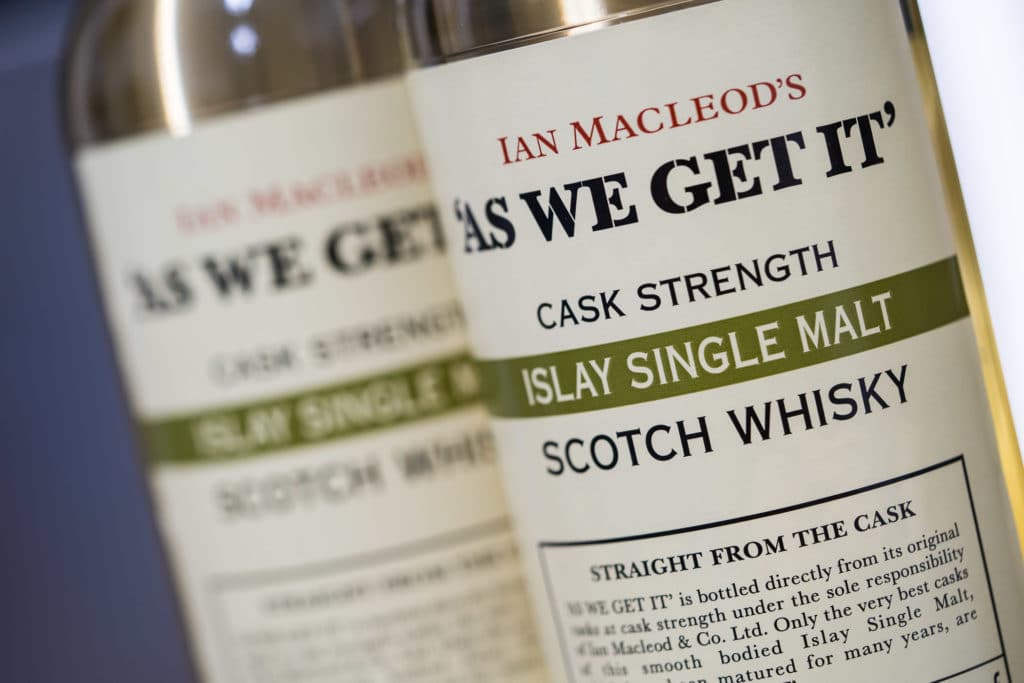 IAN MACLEOD'S
'AS WE GET IT'
CASK STRENGTH
ISLAY SINGLE MALT
SCOTCH WHISKY
STRAIGHT FROM THE CASK
'AS WE GET IT' is bottled directly from its original
casks at cask strength under the sole responsibility
of Ian Macleod & Co. Ltd. Only the very best casks
of this smooth bodied Islay Single Malt,
matured for many years, are
IAN MACLEOD
'AS WE GET
CASK STRENGTH
ISLAY SINGLE M
SCOTCH WHIS